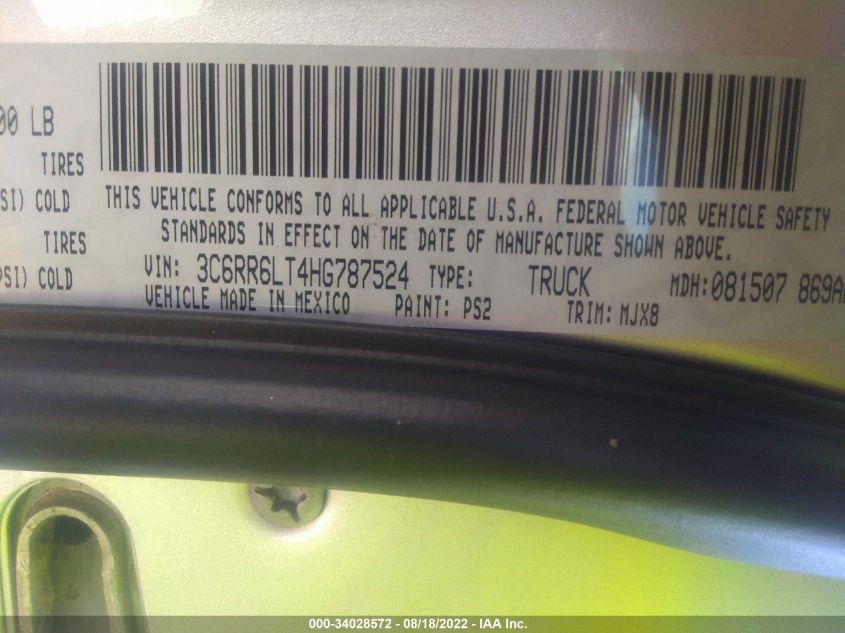 00 LB
TIRES
SI) COLD
THIS VEHICLE CONFORMS TO ALL APPLICABLE U.S.A. FEDERAL MOTOR VEHICLE SAFETY
STANDARDS IN EFFECT ON THE DATE OF MANUFACTURE SHOWN ABOVE.
TIRES
PSI) COLD
VIN: 3C6RR6LT4HG787524 TYPE: TRUCK MDH: 081507 869A
VEHICLE MADE IN MEXICO PAINT: PS2 TRIM: MJX8
000-34028572 - 08/18/2022 - IAA Inc.